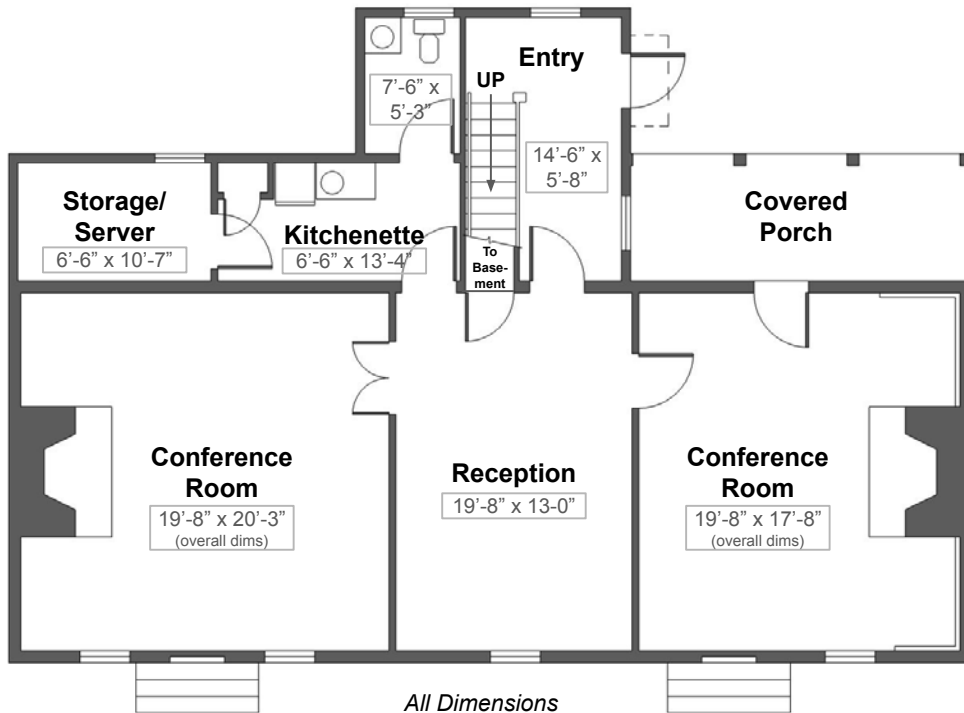 Entry
UP
7’-6” x
5’-3”
14’-6” x
5’-8”
Storage/
Server
6’-6” x 10’-7”
Kitchenette
6’-6” x 13’-4”
To
Base-
ment
Covered
Porch
Conference
Room
19’-8” x 20’-3”
(overall dims)
Reception
19’-8” x 13-0”
Conference
Room
19’-8” x 17’-8”
(overall dims)
All Dimensions